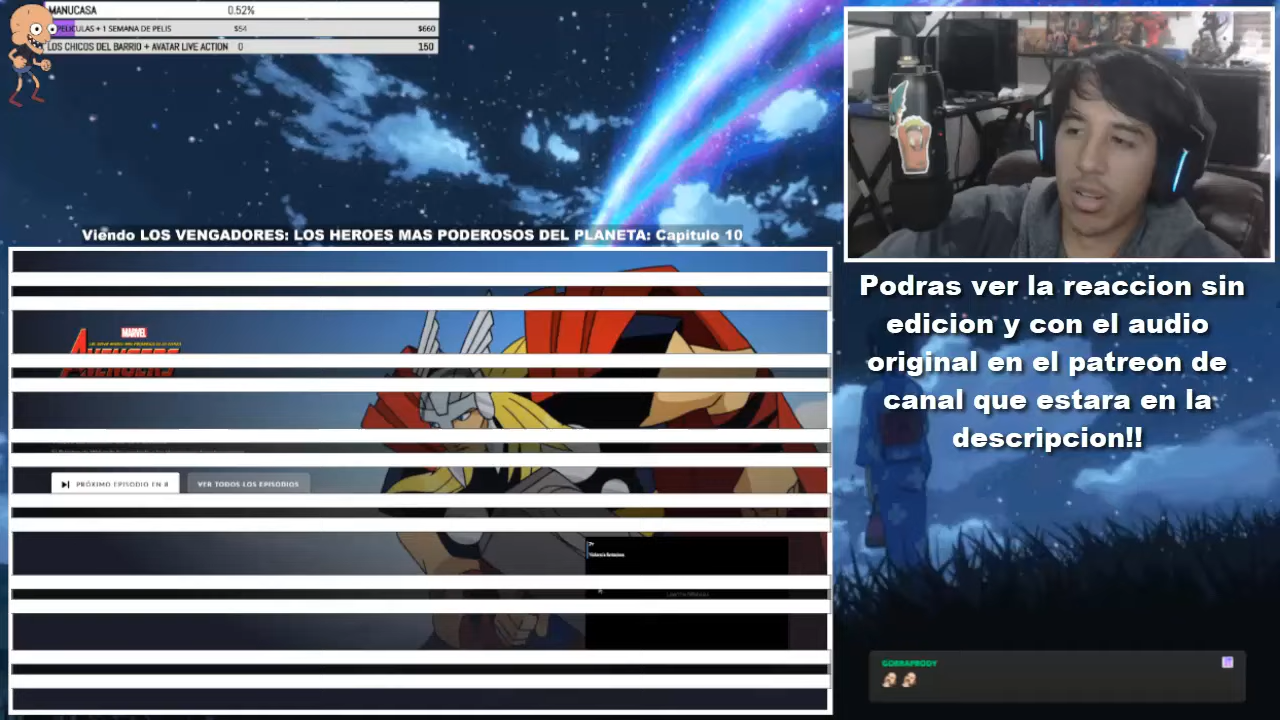 MANUCASA 0.52%
PELICULAS + 1 SEMANA DE PELIS $54 $660
LOS CHICOS DEL BARRIO + AVATAR LIVE ACTION 0 150
Viendo LOS VENGADORES: LOS HEROES MAS PODEROSOS DEL PLANETA: Capitulo 10
MARVEL
AVENGERS
PRÓXIMO EPISODIO EN 8 VER TODOS LOS EPISODIOS
Podras ver la reaccion sin
edicion y con el audio
original en el patreon de
canal que estara en la
descripcion!!
GOBRAPRODY